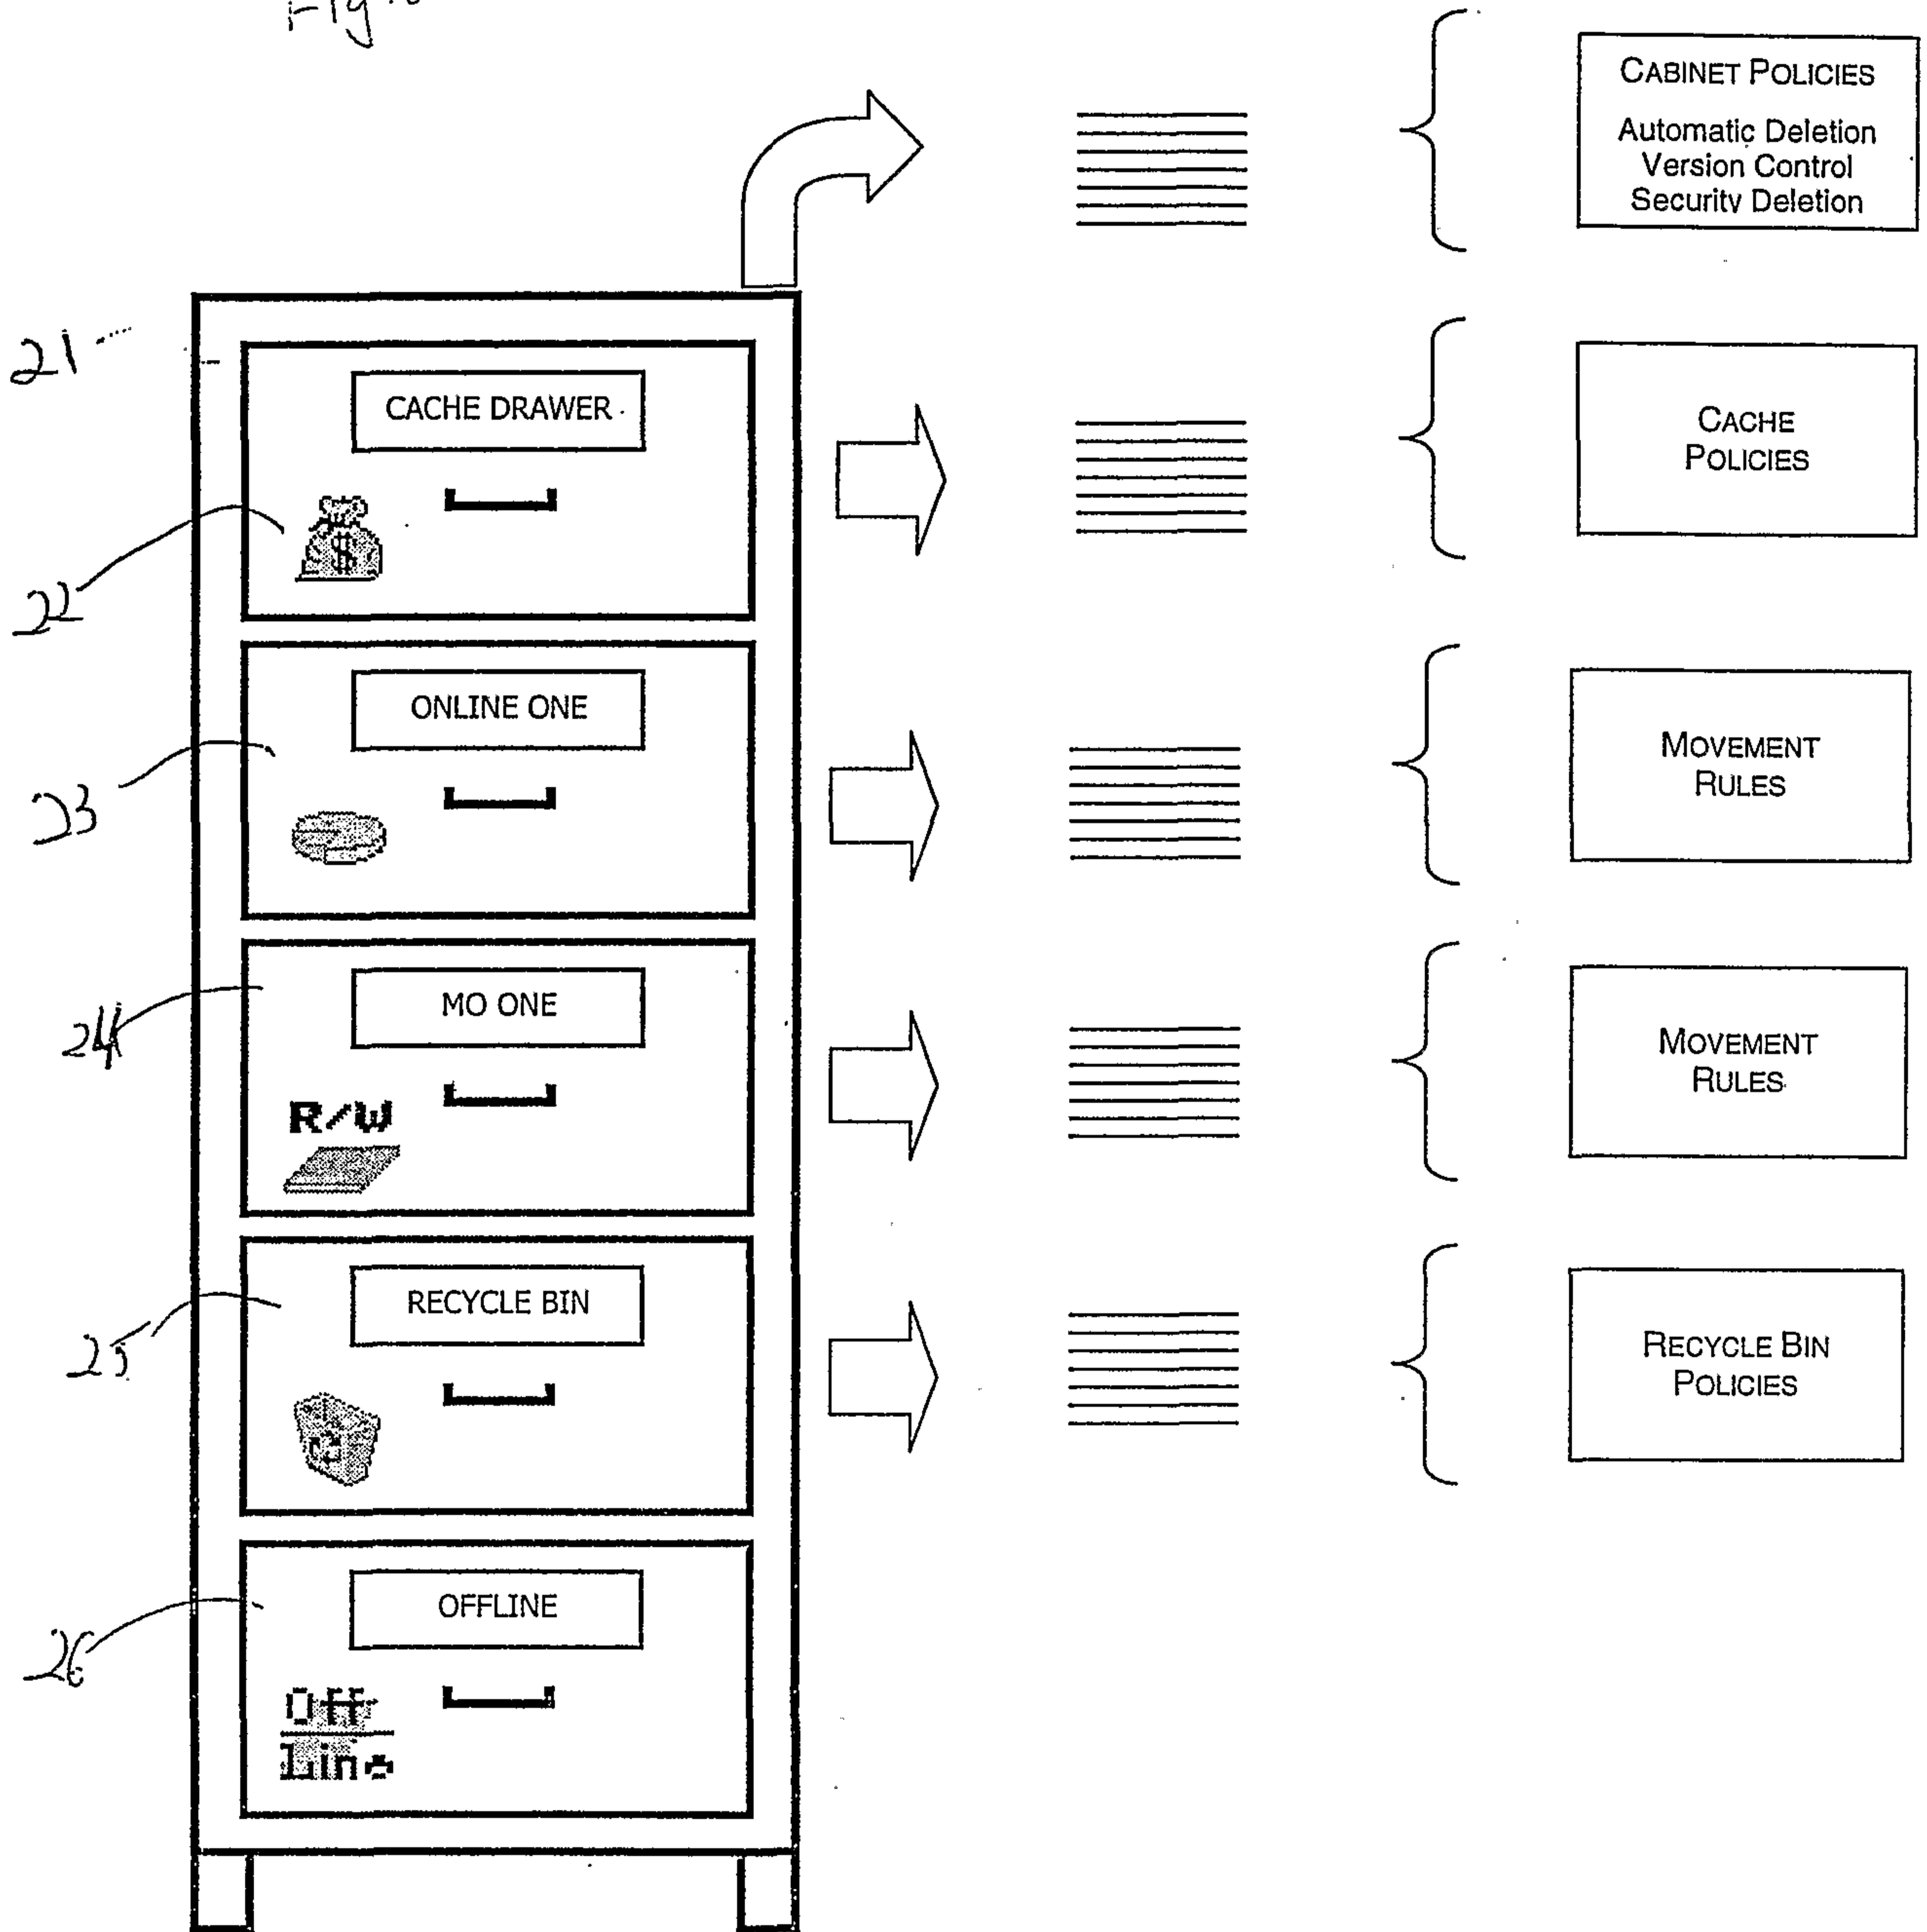 Fig.
CABINET POLICIES
Automatic Deletion
Version Control
Security Deletion
21
CACHE DRAWER
$
CACHE
POLICIES
22
ONLINE ONE
MOVEMENT
RULES
23
MO ONE
R/W
MOVEMENT
RULES
24
RECYCLE BIN
RECYCLE BIN
POLICIES
25
OFFLINE
26
Off
Line